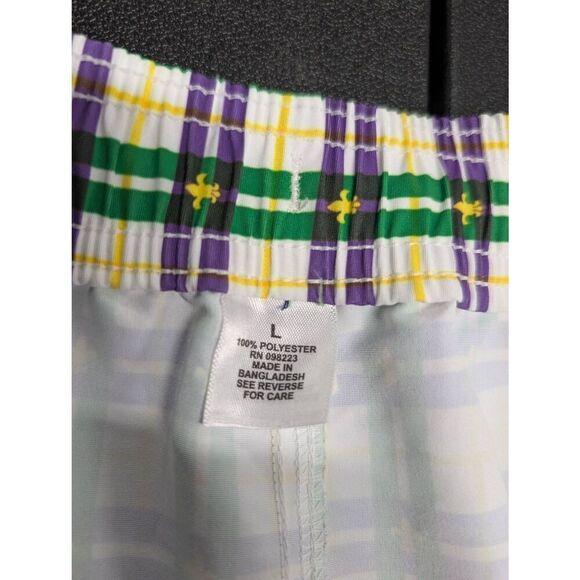 L
100% POLYESTER
RN 098223
MADE IN
BANGLADESH
SEE REVERSE
FOR CARE